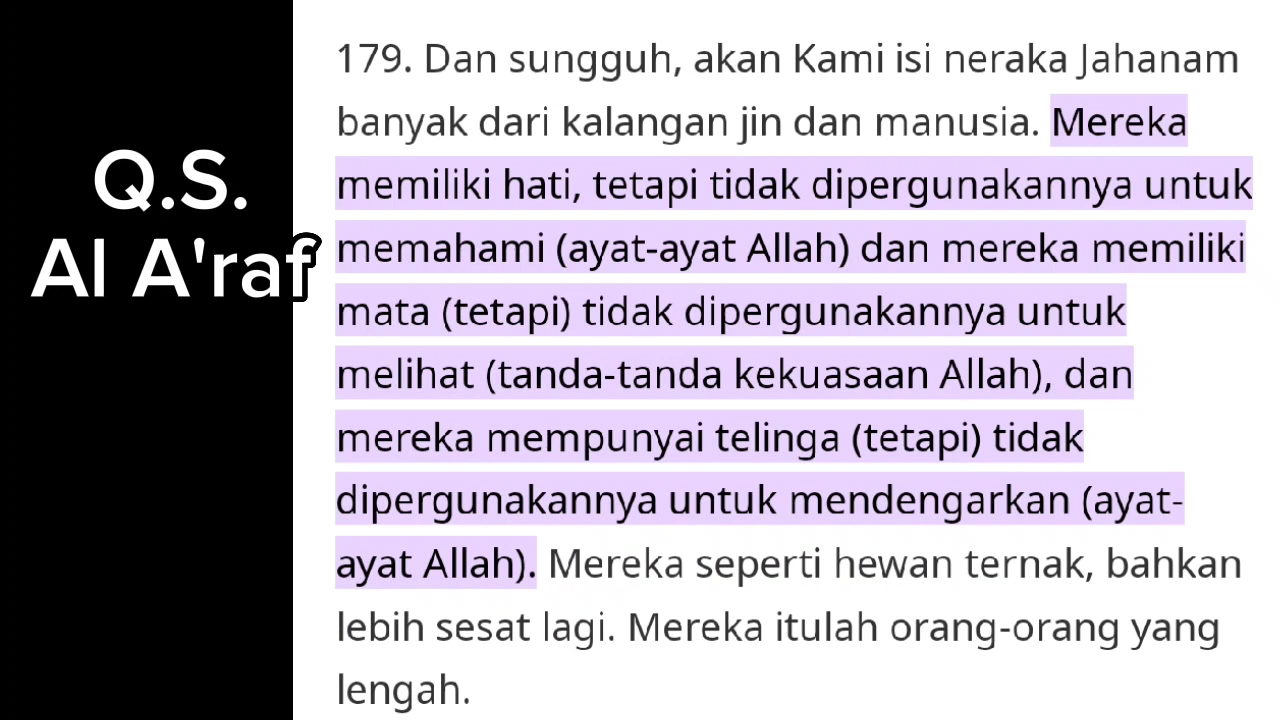 Q.S.
Al A'raf
179. Dan sungguh, akan Kami isi neraka Jahanam
banyak dari kalangan jin dan manusia. Mereka
memiliki hati, tetapi tidak dipergunakannya untuk
memahami (ayat-ayat Allah) dan mereka memiliki
mata (tetapi) tidak dipergunakannya untuk
melihat (tanda-tanda kekuasaan Allah), dan
mereka mempunyai telinga (tetapi) tidak
dipergunakannya untuk mendengarkan (ayat-
ayat Allah). Mereka seperti hewan ternak, bahkan
lebih sesat lagi. Mereka itulah orang-orang yang
lengah.